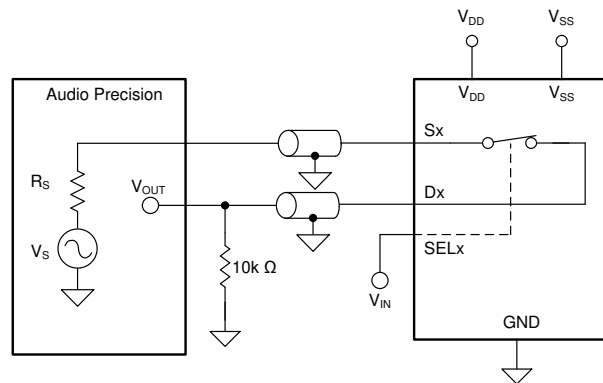 V_DD V_SS
Audio Precision
V_DD V_SS
Sx
R_S
V_OUT
Dx
V_S
10k Ω
SELx
V_IN
GND